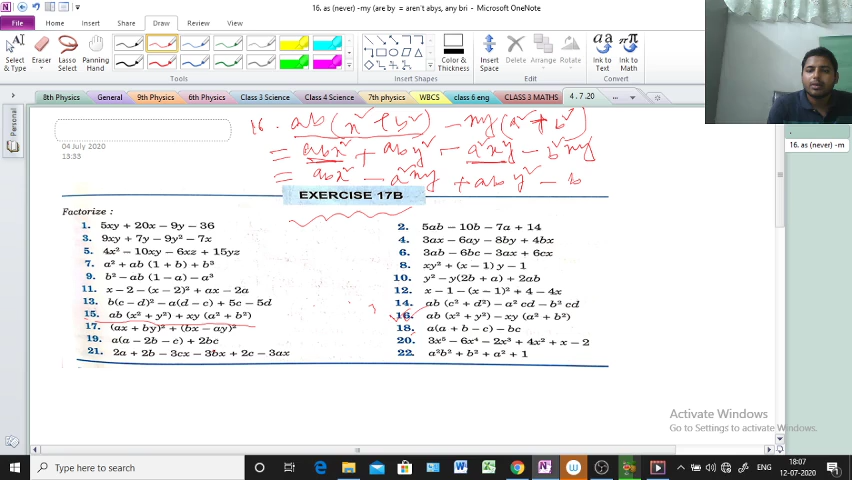 16. as (never) -my (are by = aren't abys, any bri • Microsoft OneNote
File Home Insert Draw Review View
Select & Type Eraser Lasso Select Panning Hand Color & Thickness Insert Space Delete Arrange Rotate Ink to Text Ink to Math
Tools Insert Shapes Edit Convert
8th Physics General 9th Physics 6th Physics Class 3 Science Class 4 Science 7th physics WBCS class 6 eng CLASS 3 MATHS 4 . 7 .20
Personal
16. as (never) -m
04 July 2020
13:33
16. ab(x² + y²) - xy(a² + b²)
= abx² + aby² - a²xy - b²xy
= abx² - a²xy + aby² - b
EXERCISE 17B
Factorize :
1. 5xy + 20x − 9y − 36 2. 5ab − 10b − 7a + 14
3. 9xy + 7y − 9y² − 7x 4. 3ax − 6ay − 8by + 4bx
5. 4x² − 10xy − 6xz + 15yz 6. 3ab − 6bc − 3ax + 6cx
7. a² + ab (1 + b) + b³ 8. xy² + (x − 1) y − 1
9. b² − ab (1 − a) − a³ 10. y² − y(2b + a) + 2ab
11. x − 2 − (x − 2)² + ax − 2a 12. x − 1 − (x − 1)² + 4 − 4x
13. b(c − d)² − a(d − c) + 5c − 5d 14. ab (c² + d²) − a² cd − b² cd
15. ab (x² + y²) + xy (a² + b²) 16. ab (x² + y²) − xy (a² + b²)
17. (ax + by)² + (bx − ay)² 18. a(a + b − c) − bc
19. a(a − 2b − c) + 2bc 20. 3x⁵ − 6x⁴ − 2x³ + 4x² + x − 2
21. 2a + 2b − 3cx − 3bx + 2c − 3ax 22. a²b² + b² + a² + 1
Activate Windows
Go to Settings to activate Windows.
Type here to search
ENG 18:07
12-07-2020